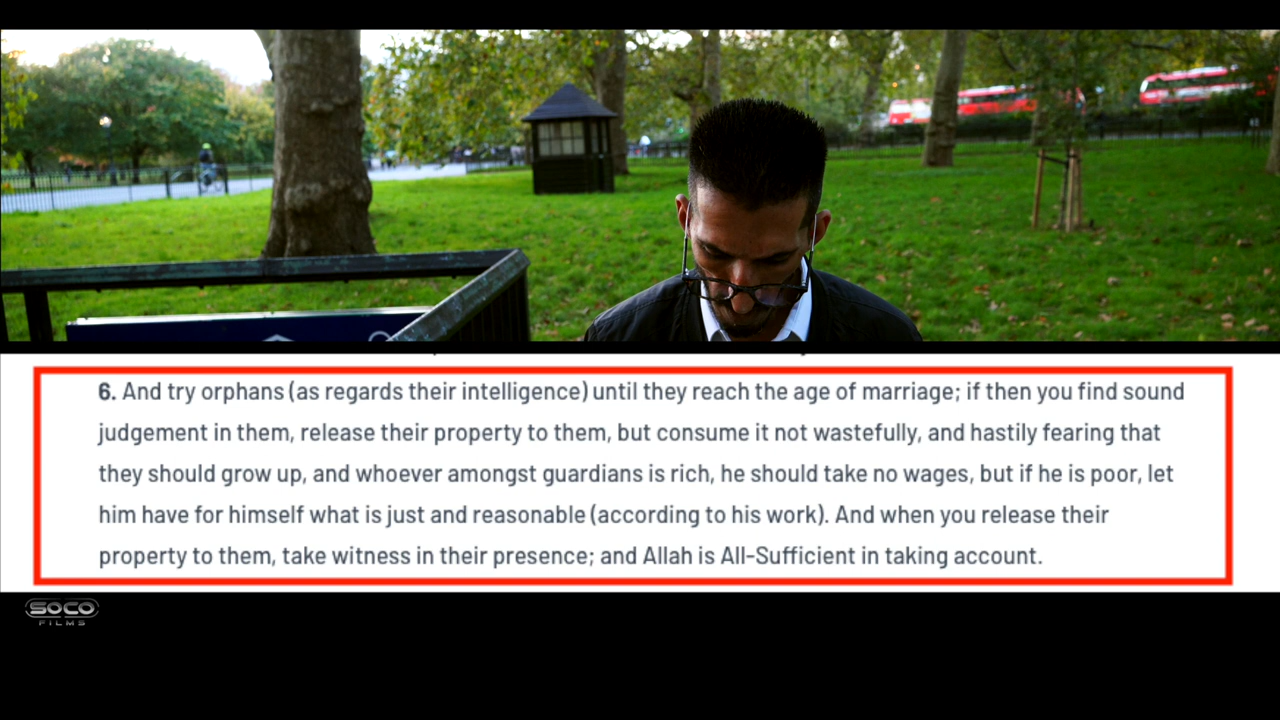 6. And try orphans (as regards their intelligence) until they reach the age of marriage; if then you find sound
judgement in them, release their property to them, but consume it not wastefully, and hastily fearing that
they should grow up, and whoever amongst guardians is rich, he should take no wages, but if he is poor, let
him have for himself what is just and reasonable (according to his work). And when you release their
property to them, take witness in their presence; and Allah is All-Sufficient in taking account.
SOCO
FILMS